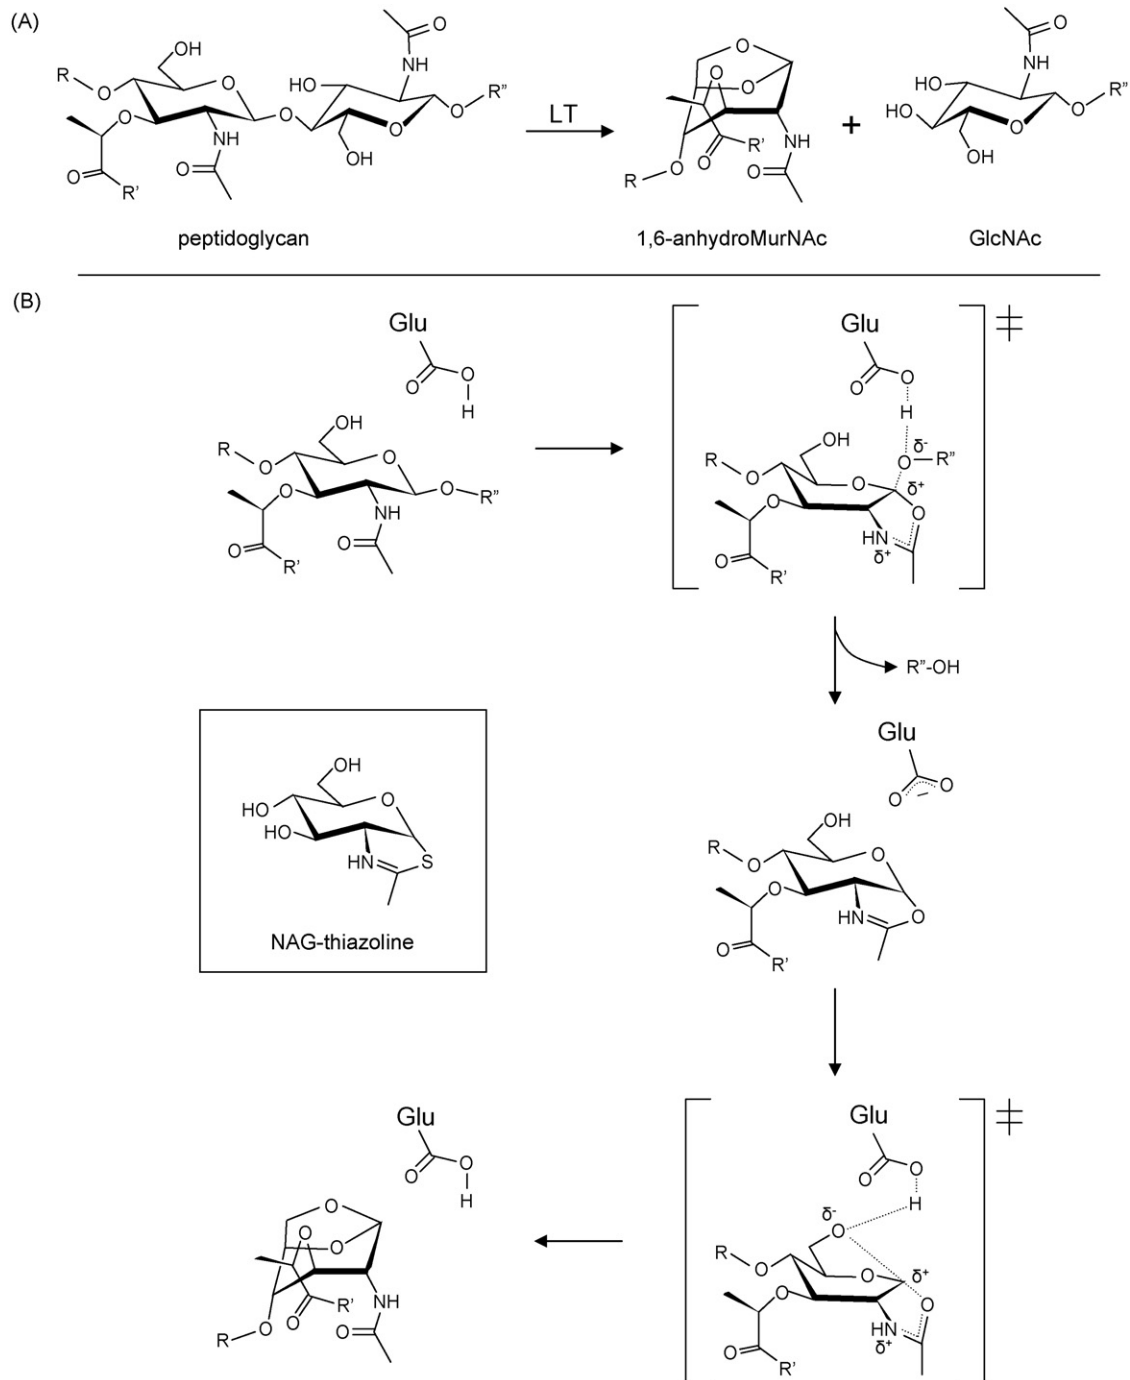 (A)
R
O
OH
O
O
O
R'
NH
O
O
HO
OH
O
NH
O
O
R''
LT
O
O
O
O
R'
NH
O
R
O
+
O
NH
HO
HO
OH
O
O
R''
peptidoglycan
1,6-anhydroMurNAc
GlcNAc
(B)
Glu
O
O
H
R
O
OH
O
O
R''
O
O
R'
NH
O
Glu
O
O
H
δ-
O
R''
δ+
OH
R
O
O
O
O
O
R'
HN
δ+
‡
R''-OH
Glu
O
O
−
OH
R
O
O
O
O
O
R'
HN
OH
HO
HO
O
HN
S
NAG-thiazoline
Glu
O
O
H
δ-
O
R
O
O
δ+
O
O
O
R'
HN
δ+
‡
Glu
O
O
H
O
O
O
O
R'
NH
O
R
O